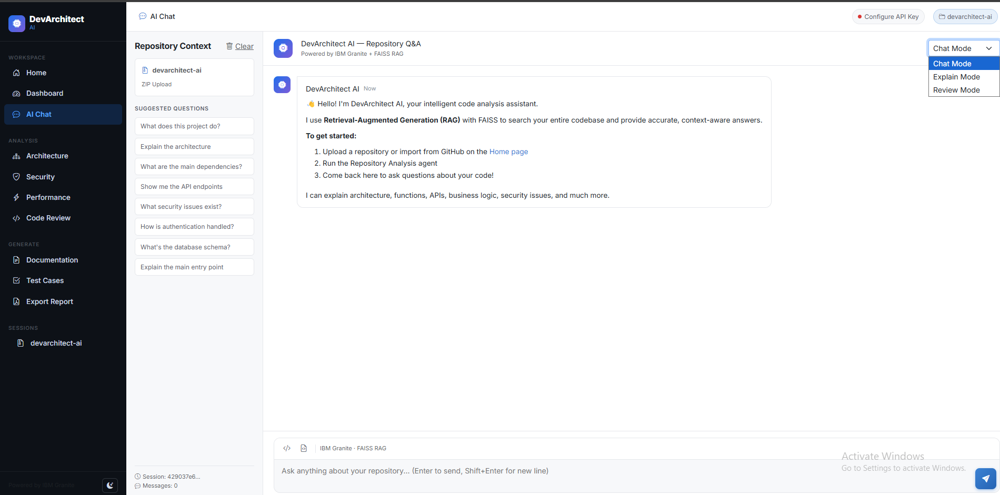 DevArchitect
AI
WORKSPACE
Home
Dashboard
AI Chat
ANALYSIS
Architecture
Security
Performance
Code Review
GENERATE
Documentation
Test Cases
Export Report
SESSIONS
devarchitect-ai
Powered by IBM Granite
AI Chat
Configure API Key
devarchitect-ai
Repository Context
Clear
devarchitect-ai
ZIP Upload
SUGGESTED QUESTIONS
What does this project do?
Explain the architecture
What are the main dependencies?
Show me the API endpoints
What security issues exist?
How is authentication handled?
What's the database schema?
Explain the main entry point
Session: 429037e6...
Messages: 0
DevArchitect AI — Repository Q&A
Powered by IBM Granite + FAISS RAG
Chat Mode
Chat Mode
Explain Mode
Review Mode
DevArchitect AI Now
👋 Hello! I'm DevArchitect AI, your intelligent code analysis assistant.
I use Retrieval-Augmented Generation (RAG) with FAISS to search your entire codebase and provide accurate, context-aware answers.
To get started:
1. Upload a repository or import from GitHub on the Home page
2. Run the Repository Analysis agent
3. Come back here to ask questions about your code!
I can explain architecture, functions, APIs, business logic, security issues, and much more.
</> IBM Granite · FAISS RAG
Ask anything about your repository... (Enter to send, Shift+Enter for new line)
Activate Windows
Go to Settings to activate Windows.